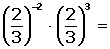 (2/3)⁻² · (2/3)³ =